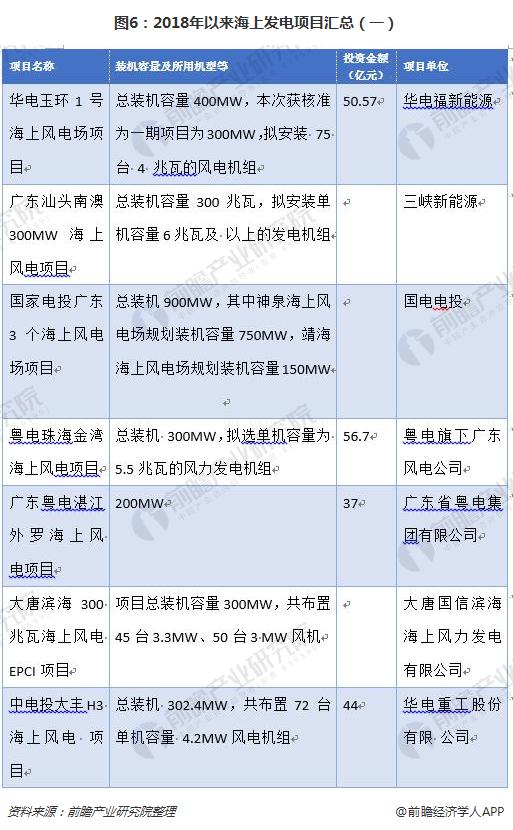 图6：2018年以来海上发电项目汇总（一）
项目名称
装机容量及所用机型等
投资金额
（亿元）
项目单位
华电玉环 1 号
海上风电场项
目
总装机容量 400MW，本次获核准
为一期项目为 300MW，拟安装 75
台 4 兆瓦的风电机组
50.57
华电福新能源
广东汕头南澳
300MW 海上
风电项目
总装机容量 300 兆瓦，拟安装单
机容量 6 兆瓦及 以上的发电机组
三峡新能源
国家电投广东
3 个海上风电
场项目
总装机 900MW，其中神泉海上风
电场规划装机容量 750MW，靖海
海上风电场规划装机容量 150MW
国电电投
粤电珠海金湾
海上风电项目
总装机 300MW，拟选单机容量为
5.5 兆瓦的风力发电机组
56.7
粤电旗下广东
风电公司
广东粤电湛江
外罗海上风
电项目
200MW
37
广东省粤电集
团有限公司
大唐滨海 300
兆瓦海上风电
EPCI 项目
项目总装机容量 300MW，共布置
45 台 3.3MW、50 台 3 MW 风机
大唐国信滨海
海上风力发电
有限公司
中电投大丰 H3
海上风电 项
目
总装机 302.4MW，共布置 72 台
单机容量 4.2MW 风电机组
44
华电重工股份
有限 公司
资料来源：前瞻产业研究院整理
@前瞻经济学人APP
前瞻产业研究院